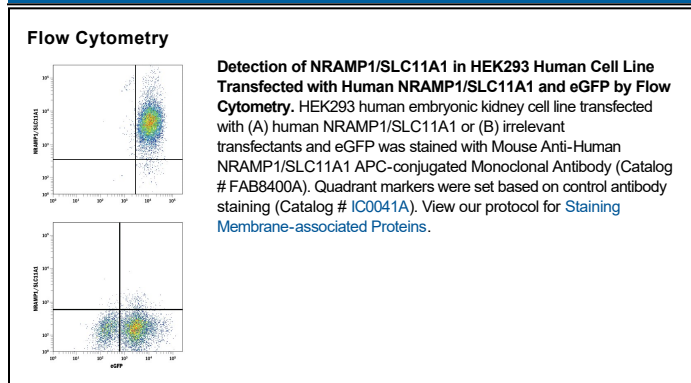 Flow Cytometry
Detection of NRAMP1/SLC11A1 in HEK293 Human Cell Line
Transfected with Human NRAMP1/SLC11A1 and eGFP by Flow
Cytometry. HEK293 human embryonic kidney cell line transfected
with (A) human NRAMP1/SLC11A1 or (B) irrelevant
transfectants and eGFP was stained with Mouse Anti-Human
NRAMP1/SLC11A1 APC-conjugated Monoclonal Antibody (Catalog
# FAB8400A). Quadrant markers were set based on control antibody
staining (Catalog # IC0041A). View our protocol for Staining
Membrane-associated Proteins.
NRAMP1/SLC11A1
NRAMP1/SLC11A1
eGFP